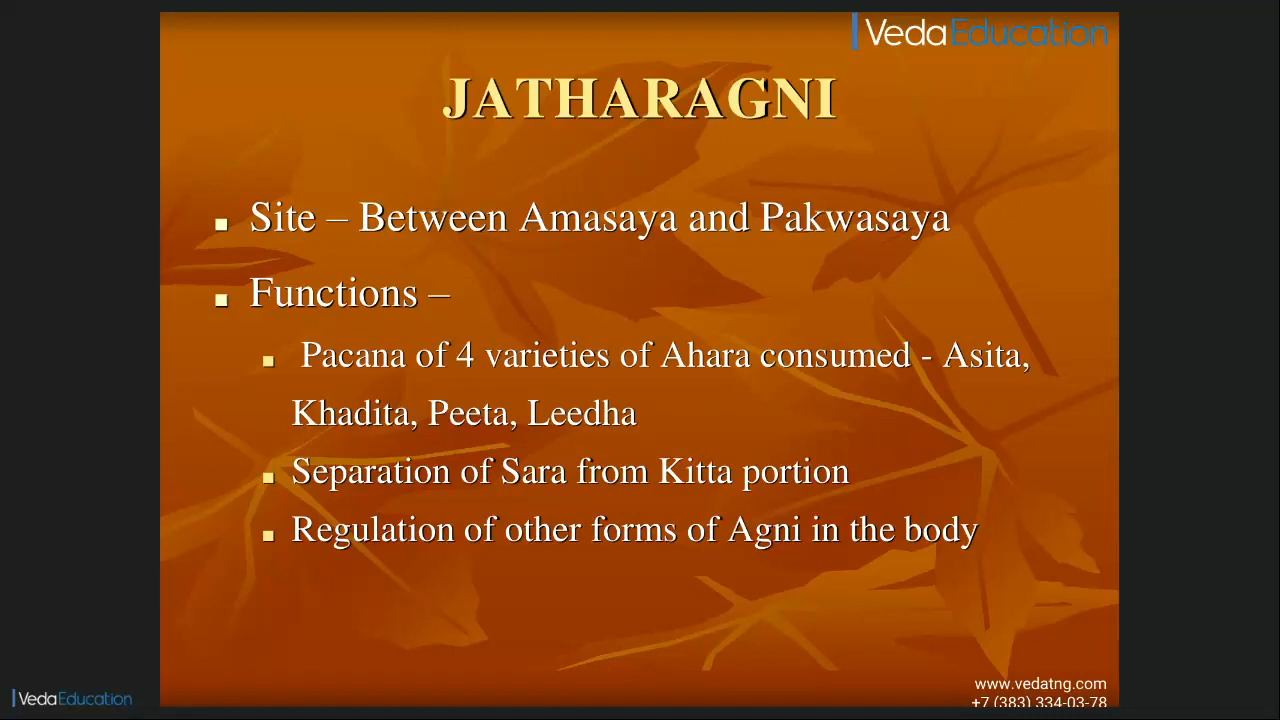 VedaEducation
JATHARAGNI
■ Site – Between Amasaya and Pakwasaya
■ Functions –
■ Pacana of 4 varieties of Ahara consumed - Asita,
Khadita, Peeta, Leedha
■ Separation of Sara from Kitta portion
■ Regulation of other forms of Agni in the body
www.vedatng.com
+7 (383) 334-03-78
VedaEducation